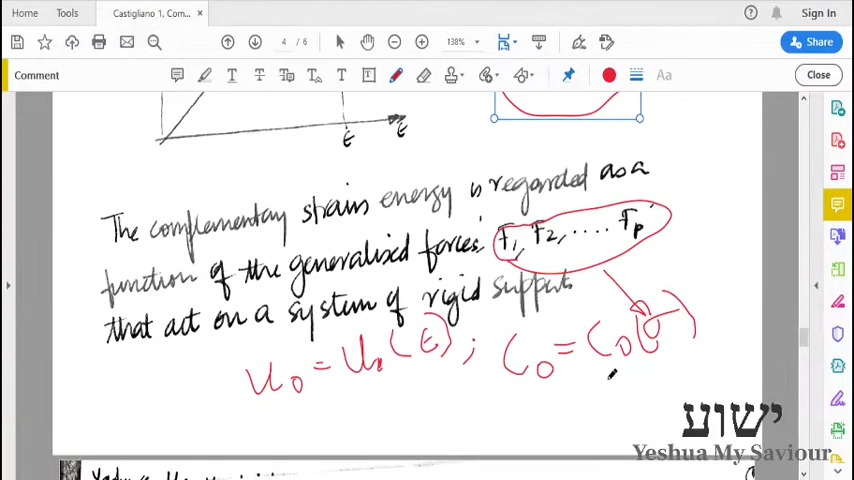 Home Tools Castigliano 1, Com... × Sign In
4 / 6 138% Share
Comment Aa Close
ε ε
The complementary strain energy is regarded as a
function of the generalised forces F1, F2, .... Fp
that act on a system of rigid supports
U0 = U0(ε); C0 = C0(σ)
ישוע
Yeshua My Saviour